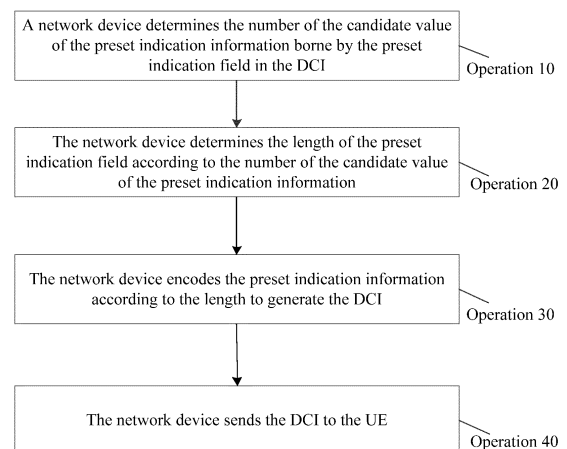 A network device determines the number of the candidate value
of the preset indication information borne by the preset
indication field in the DCI
Operation 10
The network device determines the length of the preset
indication field according to the number of the candidate value
of the preset indication information
Operation 20
The network device encodes the preset indication information
according to the length to generate the DCI
Operation 30
The network device sends the DCI to the UE
Operation 40